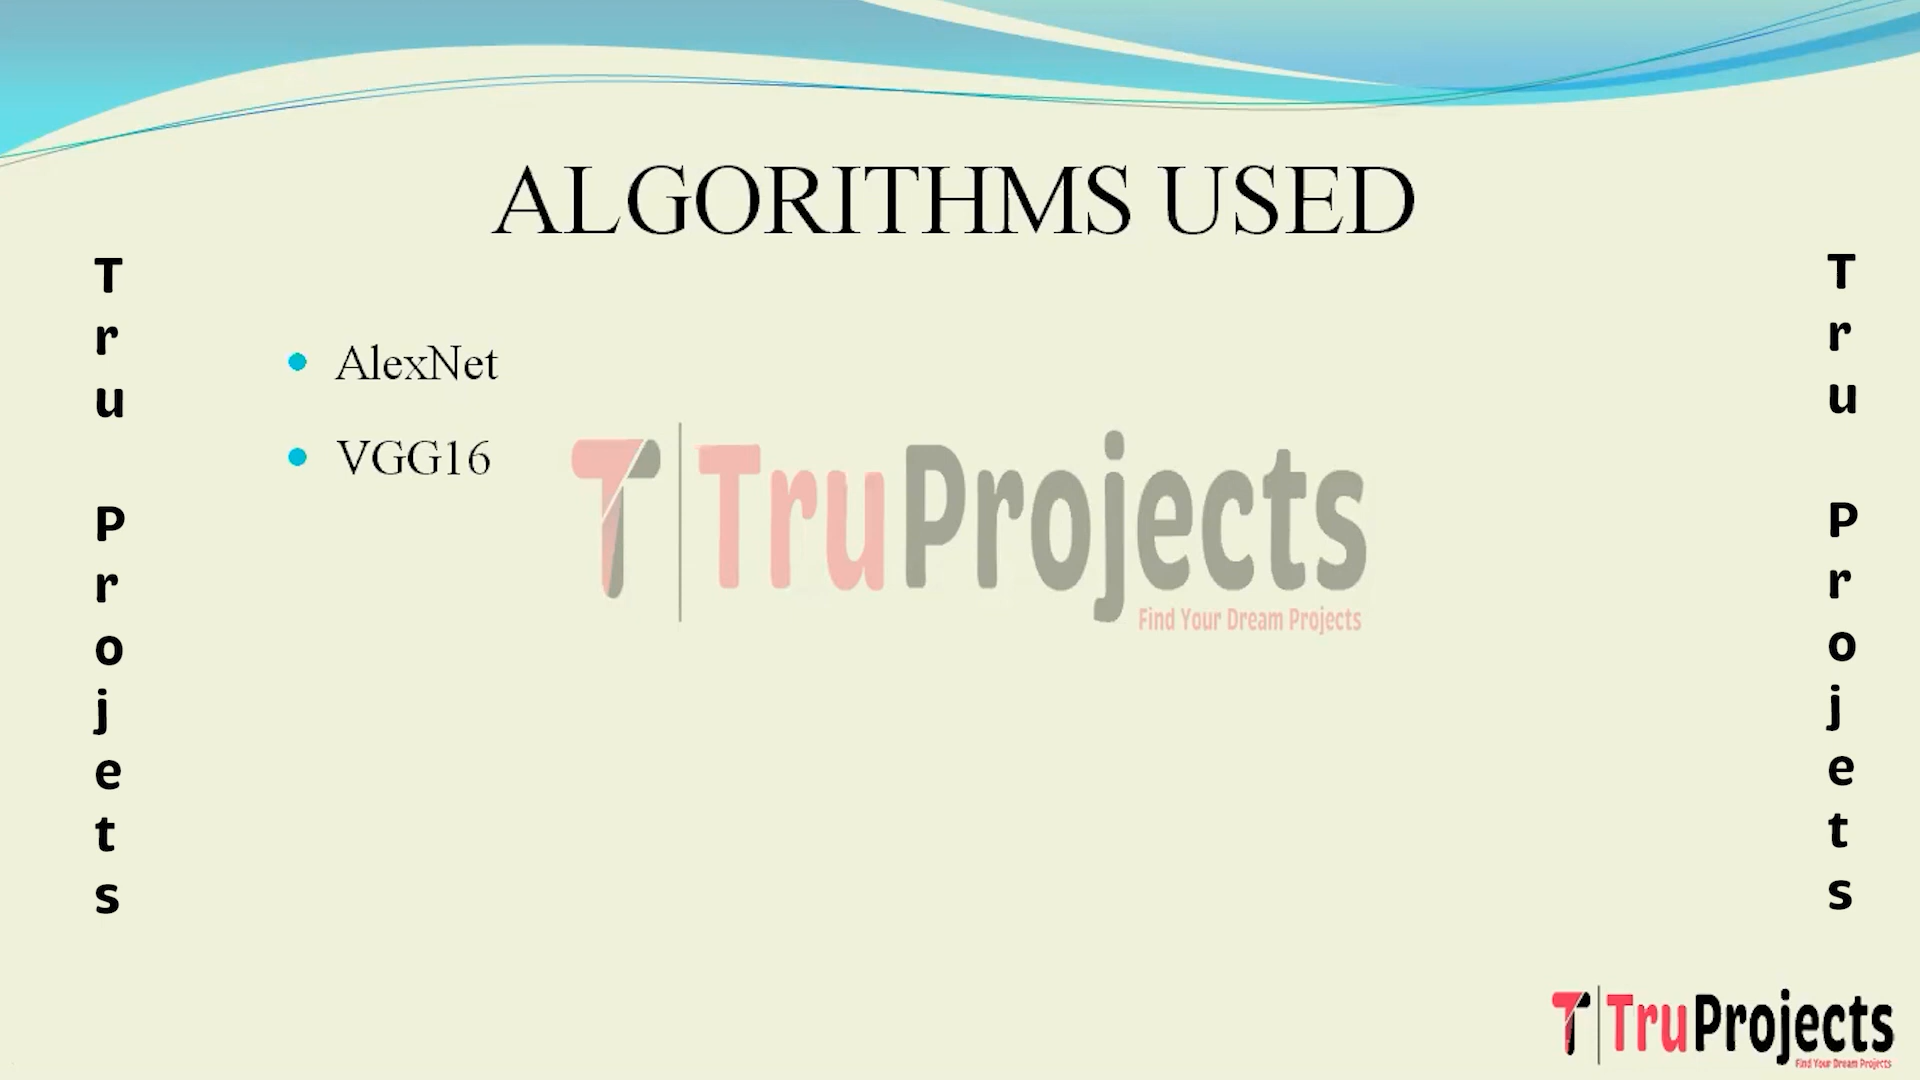 ALGORITHMS USED
AlexNet
VGG16
Tru Projets
Tru Projets
T TruProjects
Find Your Dream Projects
T TruProjects
Find Your Dream Projects